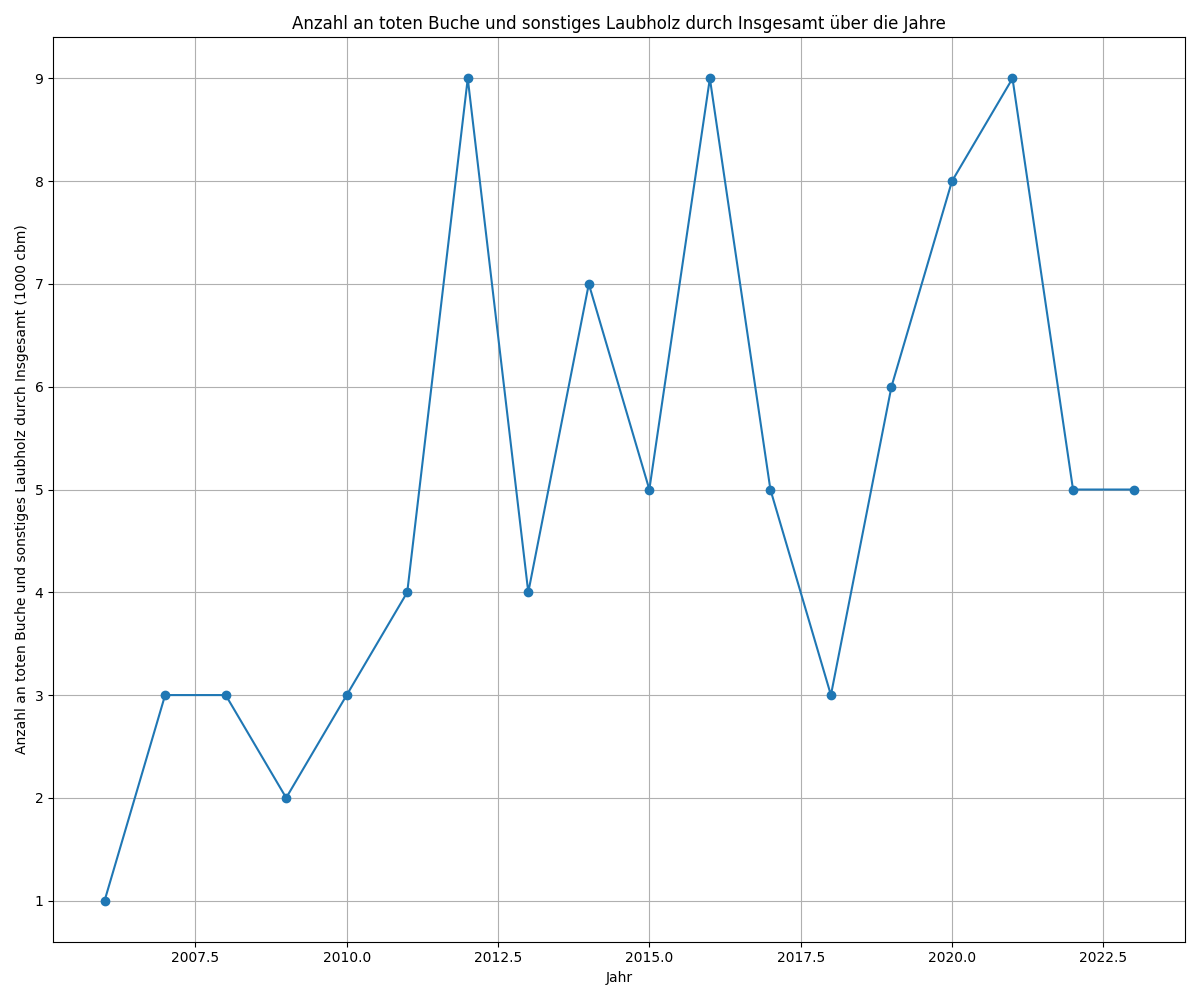 Anzahl an toten Buche und sonstiges Laubholz durch Insgesamt über die Jahre
Anzahl an toten Buche und sonstiges Laubholz durch Insgesamt (1000 cbm)
9
8
7
6
5
4
3
2
1
2007.5 2010.0 2012.5 2015.0 2017.5 2020.0 2022.5
Jahr